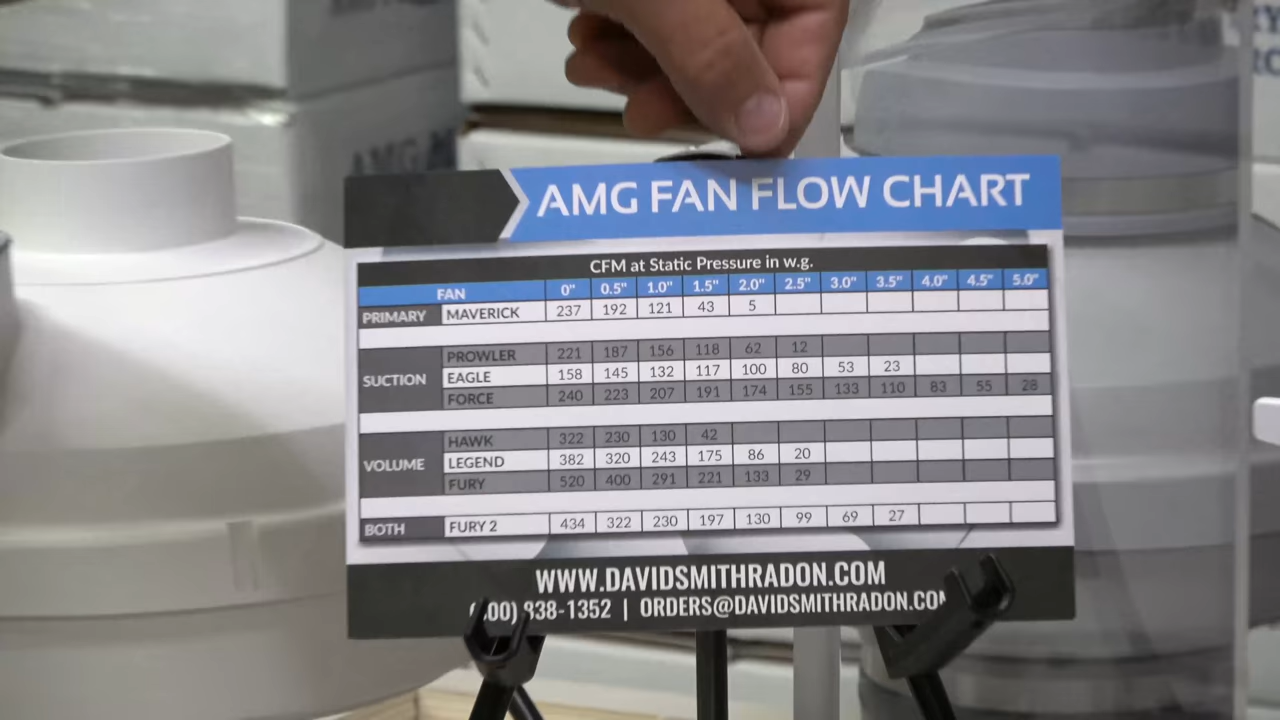 AMG
AMG FAN FLOW CHART
CFM at Static Pressure in w.g.
FAN 0" 0.5" 1.0" 1.5" 2.0" 2.5" 3.0" 3.5" 4.0" 4.5" 5.0"
PRIMARY MAVERICK 237 192 121 43 5
PROWLER 221 187 156 118 62 12
SUCTION EAGLE 158 145 132 117 100 80 53 23
FORCE 240 223 207 191 174 155 133 110 83 55 28
HAWK 322 230 130 42
VOLUME LEGEND 382 320 243 175 86 20
FURY 520 400 291 221 133 29
BOTH FURY 2 434 322 230 197 130 99 69 27
WWW.DAVIDSMITHRADON.COM
00) 838-1352 | ORDERS@DAVIDSMITHRADON.COM